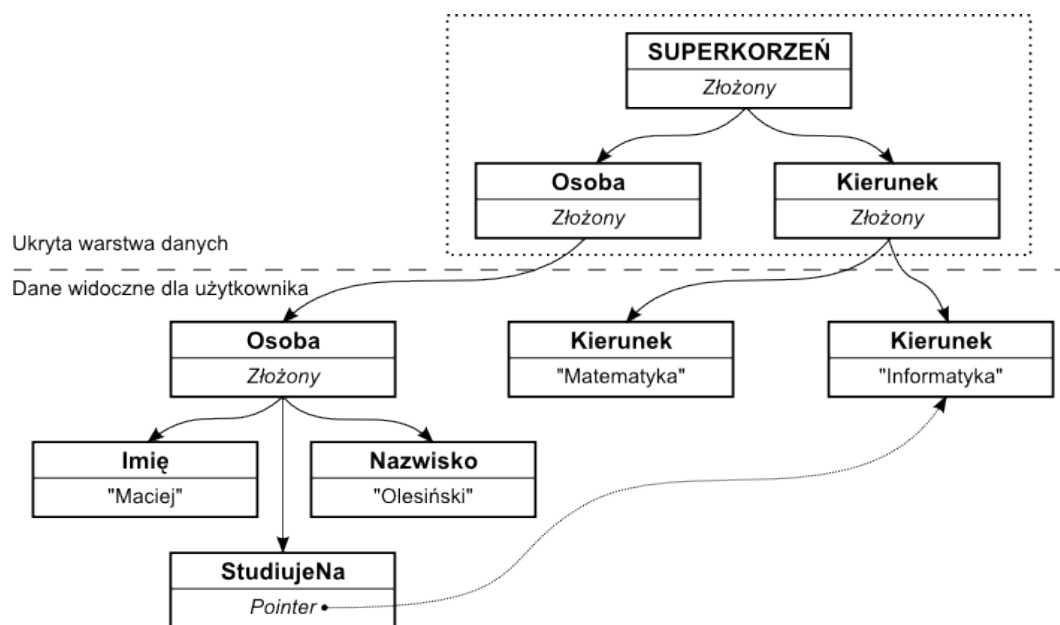 SUPERKORZEŃ
Złożony
Osoba
Złożony
Kierunek
Złożony
Ukryta warstwa danych
Dane widoczne dla użytkownika
Osoba
Złożony
Kierunek
"Matematyka"
Kierunek
"Informatyka"
Imię
"Maciej"
Nazwisko
"Olesiński"
StudiujeNa
Pointer